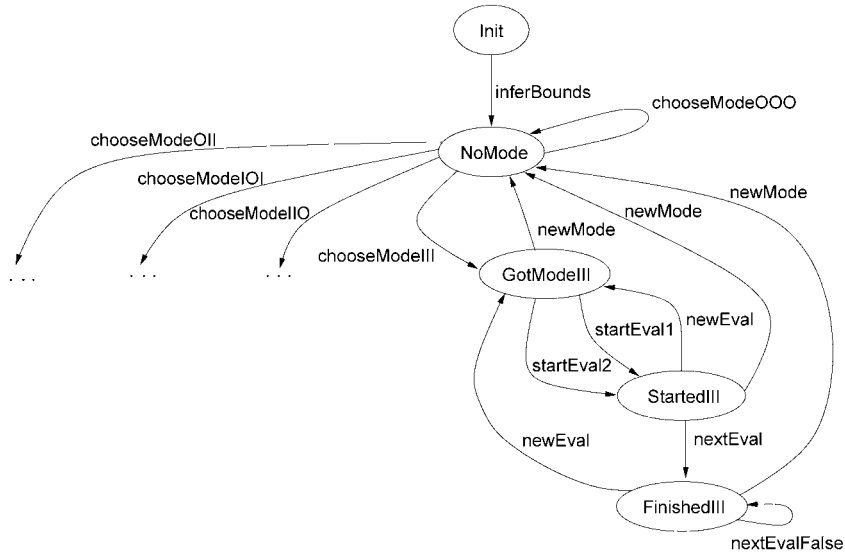 Init
inferBounds
chooseModeOOO
chooseModeOII
NoMode
chooseModeIOI
newMode
chooseModeIIO
newMode
newMode
chooseModeIII
. . .
. . .
. . .
GotModeIII
newEval
startEval1
startEval2
StartedIII
newEval
nextEval
FinishedIII
nextEvalFalse